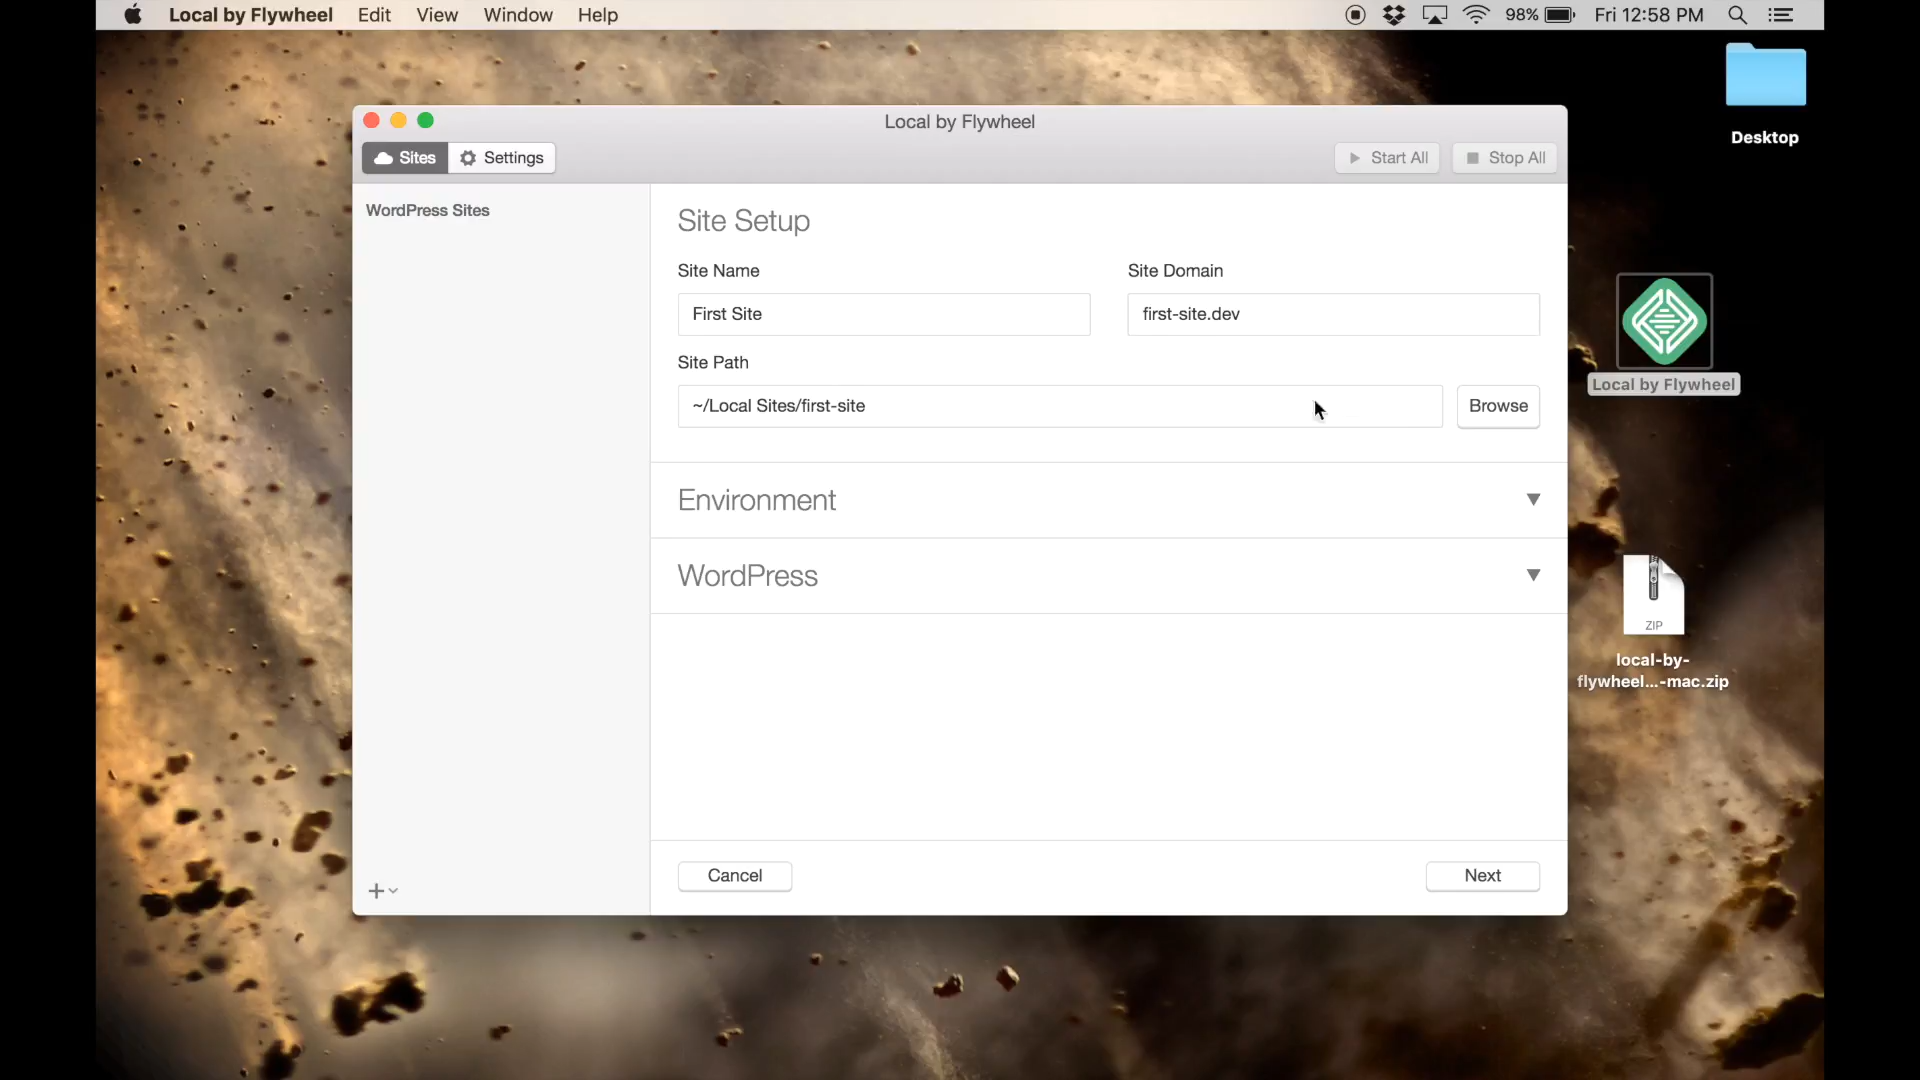 Local by Flywheel Edit View Window Help 98% Fri 12:58 PM
Desktop
Local by Flywheel
Sites Settings Start All Stop All
WordPress Sites
Site Setup
Site Name Site Domain
First Site first-site.dev
Site Path
~/Local Sites/first-site Browse
Local by Flywheel
Environment
WordPress
ZIP
local-by-
flywheel...-mac.zip
Cancel Next